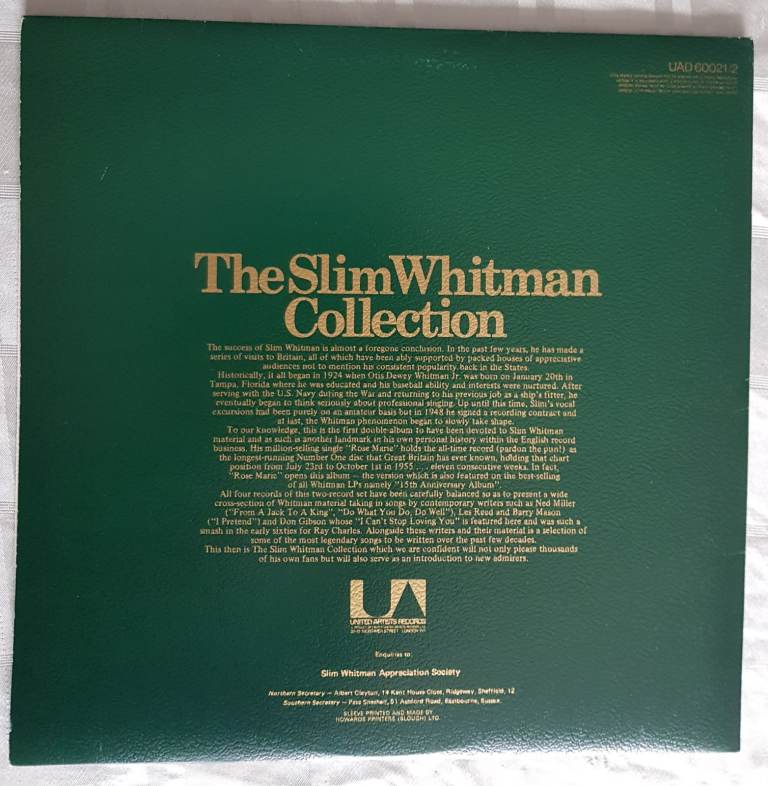 UAD 60021/2
The Slim Whitman
Collection
The success of Slim Whitman is almost a foregone conclusion. In the past few years, he has made a
series of visits to Britain, all of which have been ably supported by packed houses of appreciative
audiences not to mention his consistent popularity back in the States.
Historically, it all began in 1924 when Otis Dewey Whitman Jr. was born on January 20th in
Tampa, Florida where he was educated and his baseball ability and interests were nurtured. After
serving with the U.S. Navy during the War and returning to his previous job as a ship's fitter, he
eventually began to think seriously about professional singing. Up until this time, Slim's vocal
excursions had been purely on an amateur basis but in 1948 he signed a recording contract and
at last, the Whitman phenomenon began to slowly take shape.
To our knowledge, this is the first double-album to have been devoted to Slim Whitman
material and as such is another landmark in his own personal history within the English record
business. His million-selling single "Rose Marie" holds the all-time record (pardon the pun!) as
the longest-running Number One disc that Great Britain has ever known, holding that chart
position from July 23rd to October 1st in 1955 . . . eleven consecutive weeks. In fact,
"Rose Marie" opens this album – the version which is also featured on the best-selling
of all Whitman LPs namely "15th Anniversary Album".
All four records of this two-record set have been carefully balanced so as to present a wide
cross-section of Whitman material taking in songs by contemporary writers such as Ned Miller
("From A Jack To A King", "Do What You Do, Do Well"), Les Reed and Barry Mason
("I Pretend") and Don Gibson whose "I Can't Stop Loving You" is featured here and was such a
smash in the early sixties for Ray Charles. Alongside these writers and their material is a selection of
some of the most legendary songs to be written over the past few decades.
This then is The Slim Whitman Collection which we are confident will not only please thousands
of his own fans but will also serve as an introduction to new admirers.
UA
UNITED ARTISTS RECORDS
Enquiries to:
Slim Whitman Appreciation Society
Northern Secretary – Albert Clayton, 14 Kent House Close, Ridgeway, Sheffield, 12
Southern Secretary – 51 Ashford Road, Eastbourne, Sussex.
SLEEVE PRINTED AND MADE BY
HOWARDS PRINTERS (SLOUGH) LTD.